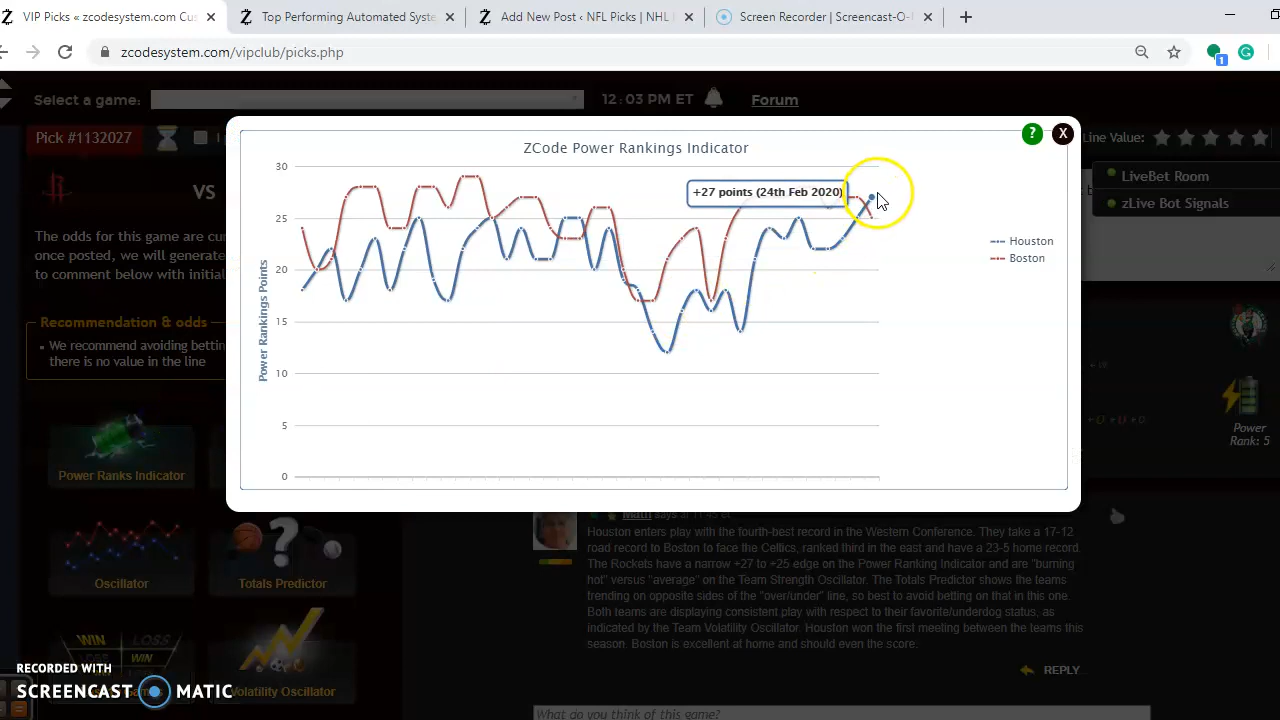 VIP Picks « zcodesystem.com Cus
Top Performing Automated Syste
Add New Post ‹ NFL Picks | NHL
Screen Recorder | Screencast-O-
zcodesystem.com/vipclub/picks.php
1
Select a game:
12:03 PM ET
Forum
Pick #1132027
Line Value:
VS
LiveBet Room
zLive Bot Signals
?
X
ZCode Power Rankings Indicator
+27 points (24th Feb 2020)
Power Rankings Points
30
25
20
15
10
5
0
Houston
Boston
The odds for this game are cu
once posted, we will generate
to comment below with initial
Recommendation & odds
We recommend avoiding bettin
there is no value in the line
Power Ranks Indicator
Oscillator
Totals Predictor
WIN LOSS
WIN
Volatility Oscillator
Power
Rank: 5
Houston enters play with the fourth-best record in the Western Conference. They take a 17-12
road record to Boston to face the Celtics, ranked third in the east and have a 23-5 home record.
The Rockets have a narrow +27 to +25 edge on the Power Ranking Indicator and are "burning
hot" versus "average" on the Team Strength Oscillator. The Totals Predictor shows the teams
trending on opposite sides of the "over/under" line, so best to avoid betting on that in this one.
Both teams are displaying consistent play with respect to their favorite/underdog status, as
indicated by the Team Volatility Oscillator. Houston won the first meeting between the teams this
season. Boston is excellent at home and should even the score.
REPLY
What do you think of this game?
RECORDED WITH
SCREENCAST MATIC